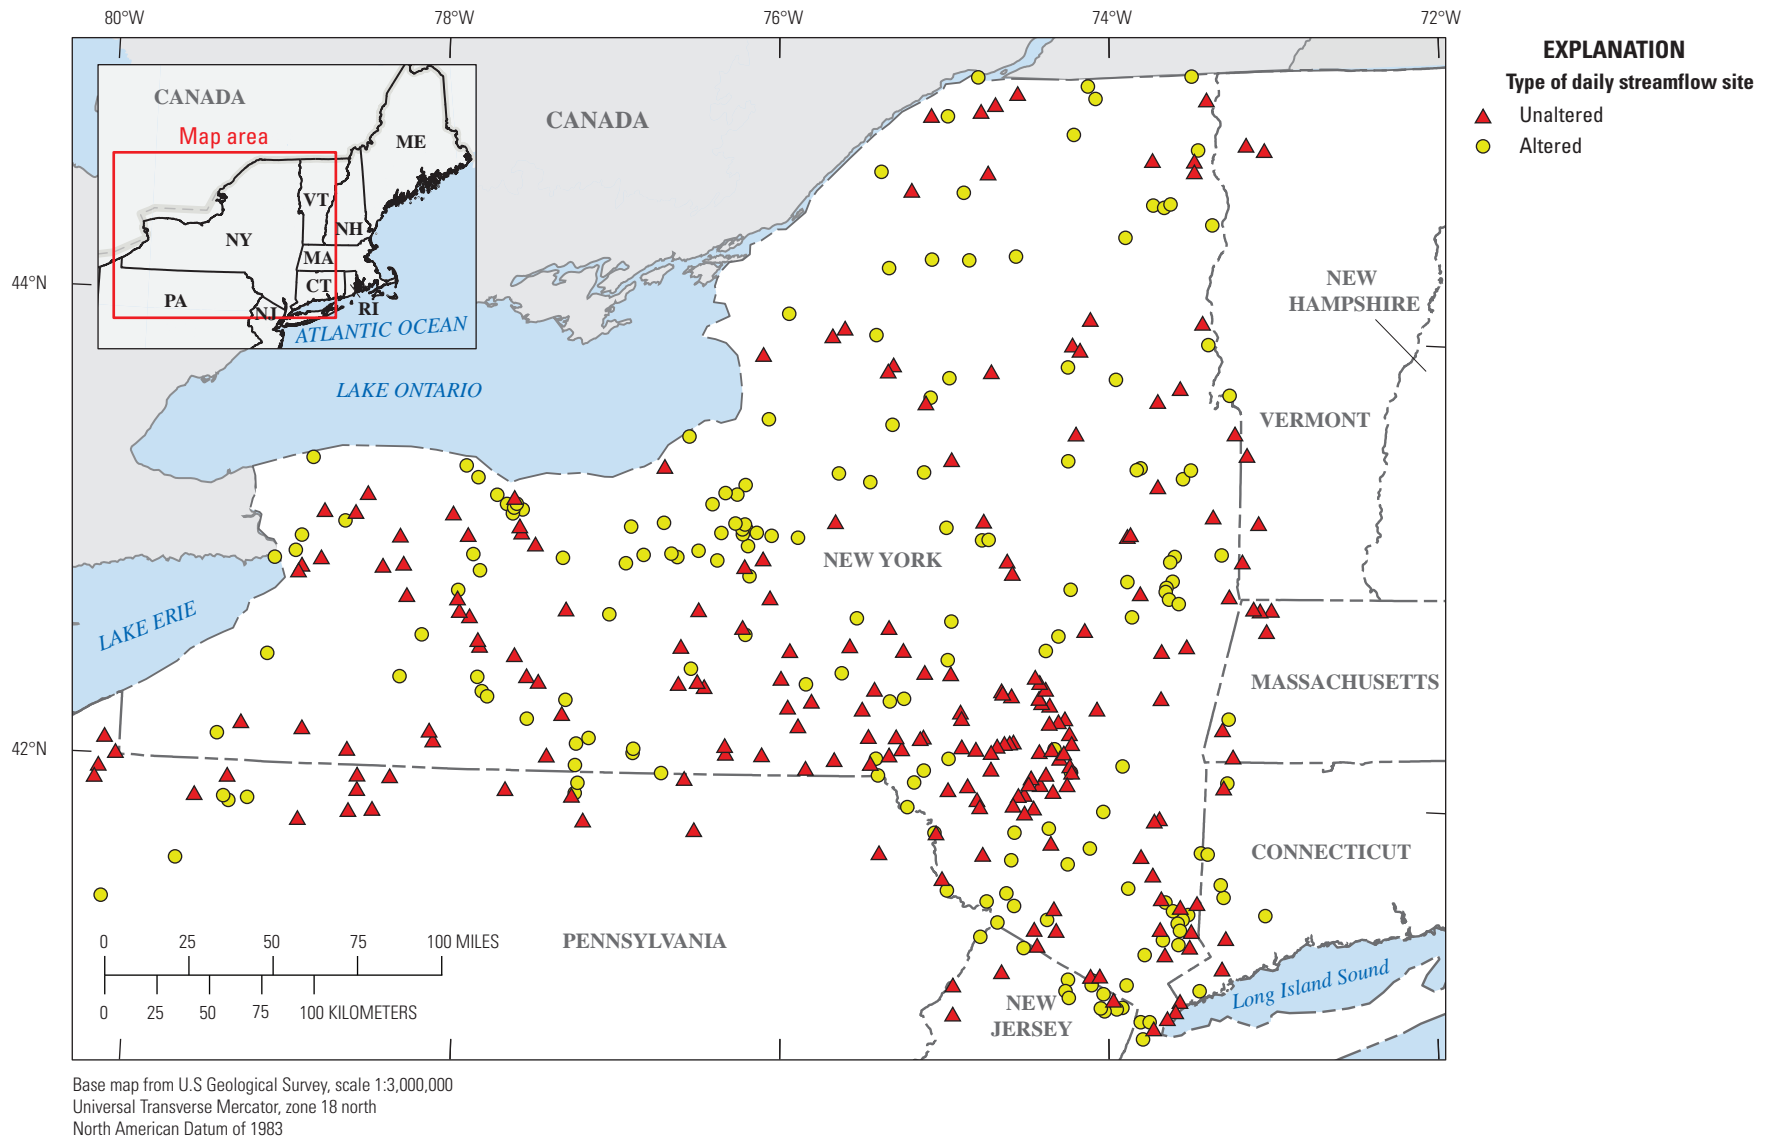 80°W 78°W 76°W 74°W 72°W
EXPLANATION
Type of daily streamflow site
Unaltered
Altered
CANADA
Map area
ME
VT
NH
NY
MA
CT
PA
NJ
RI
ATLANTIC OCEAN
CANADA
44°N
42°N
LAKE ONTARIO
LAKE ERIE
NEW
HAMPSHIRE
VERMONT
NEW YORK
MASSACHUSETTS
CONNECTICUT
PENNSYLVANIA
NEW
JERSEY
Long Island Sound
0 25 50 75 100 MILES
0 25 50 75 100 KILOMETERS
Base map from U.S Geological Survey, scale 1:3,000,000
Universal Transverse Mercator, zone 18 north
North American Datum of 1983